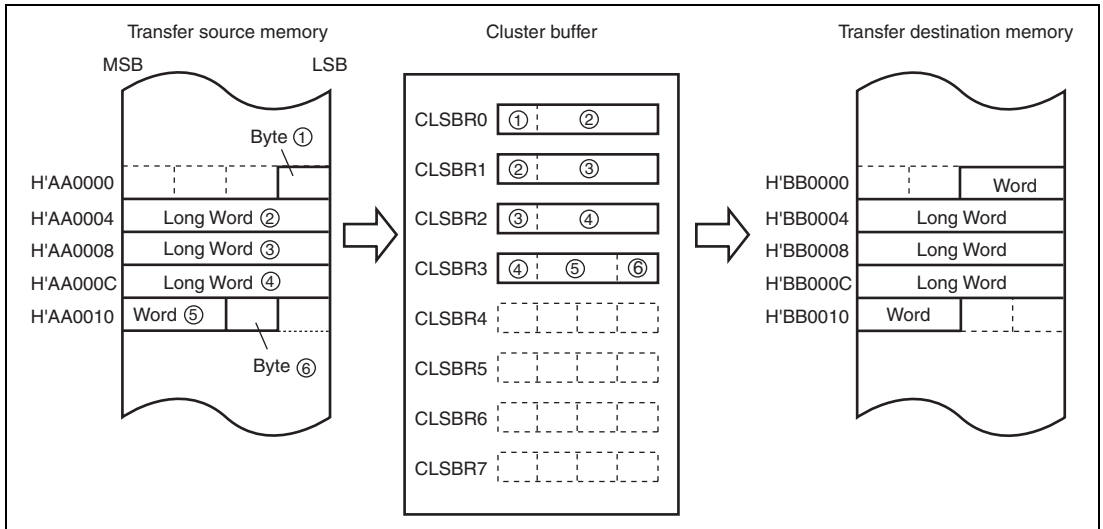 Transfer source memory
MSB LSB
Byte ①
H'AA0000
H'AA0004 Long Word ②
H'AA0008 Long Word ③
H'AA000C Long Word ④
H'AA0010 Word ⑤
Byte ⑥
Cluster buffer
CLSBR0 ① ②
CLSBR1 ② ③
CLSBR2 ③ ④
CLSBR3 ④ ⑤ ⑥
CLSBR4
CLSBR5
CLSBR6
CLSBR7
Transfer destination memory
H'BB0000 Word
H'BB0004 Long Word
H'BB0008 Long Word
H'BB000C Long Word
H'BB0010 Word